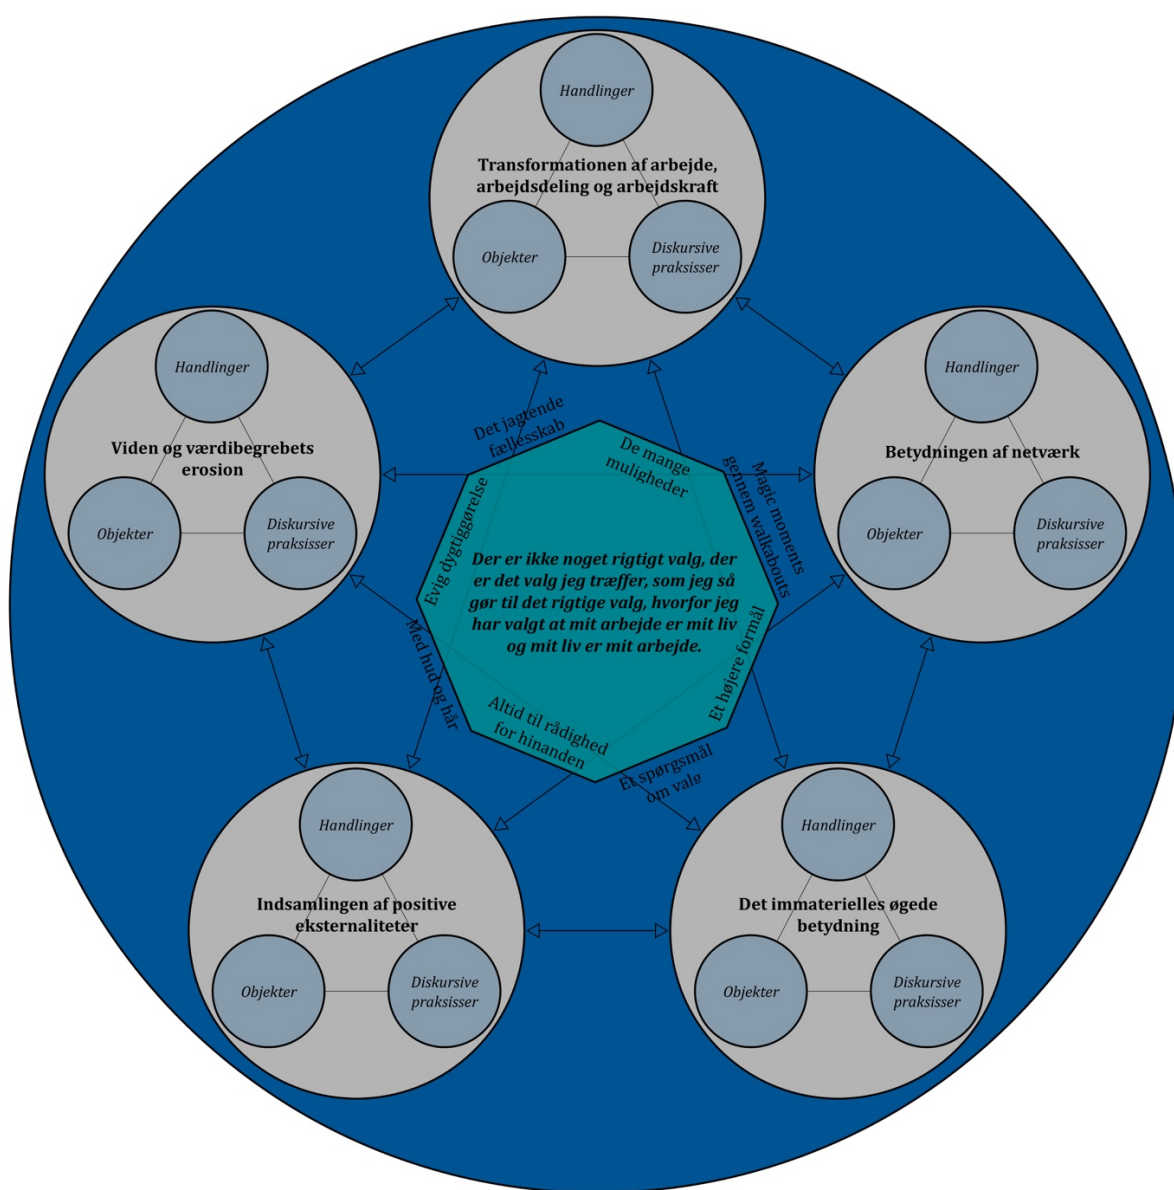 Handlinger
Transformationen af arbejde,
arbejdsdeling og arbejdskraft
Objekter
Diskursive
praksisser
Handlinger
Viden og værdibegrebets
erosion
Objekter
Diskursive
praksisser
Handlinger
Betydningen af netværk
Objekter
Diskursive
praksisser
Det jagtende
fællesskab
De mange
muligheder
Magic moments
gennem walkabouts
Evig dygtiggørelse
Der er ikke noget rigtigt valg, der
er det valg jeg træffer, som jeg så
gør til det rigtige valg, hvorfor jeg
har valgt at mit arbejde er mit liv
og mit liv er mit arbejde.
Med hud og hår
Et højere formål
Altid til rådighed
for hinanden
Et spørgsmål
om valg
Handlinger
Indsamlingen af positive
eksternaliteter
Objekter
Diskursive
praksisser
Handlinger
Det immaterielles øgede
betydning
Objekter
Diskursive
praksisser